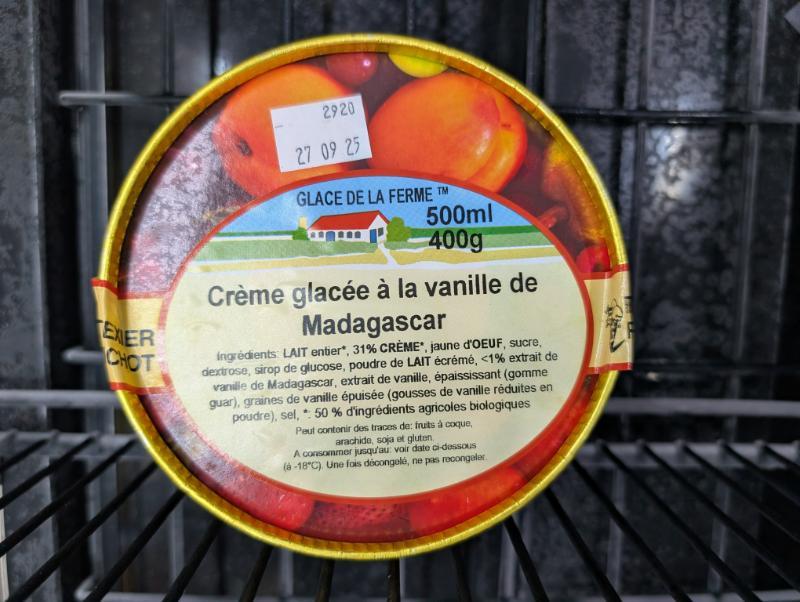 2920
27 09 25
GLACE DE LA FERME ™
500ml
400g
Crème glacée à la vanille de
Madagascar
Ingrédients: LAIT entier*, 31% CRÈME*, jaune d'OEUF, sucre,
dextrose, sirop de glucose, poudre de LAIT écrémé, <1% extrait de
vanille de Madagascar, extrait de vanille, épaississant (gomme
guar), graines de vanille épuisée (gousses de vanille réduites en
poudre), sel, *: 50 % d'ingrédients agricoles biologiques
Peut contenir des traces de: fruits à coque,
arachide, soja et gluten.
A consommer jusqu'au: voir date ci-dessous
(à -18°C). Une fois décongelé, ne pas recongeler.